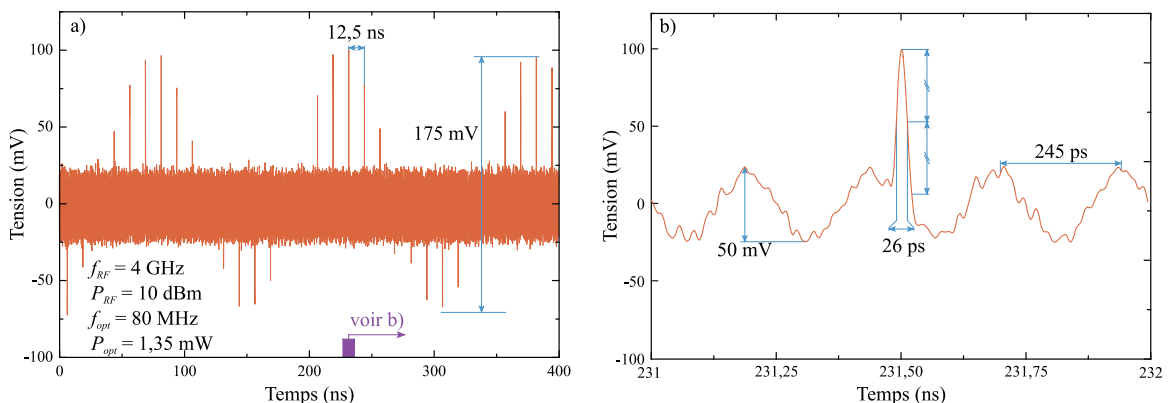 a)
12,5 ns
175 mV
f_RF = 4 GHz
P_RF = 10 dBm
f_opt = 80 MHz
P_opt = 1,35 mW
voir b)
Tension (mV)
100
50
0
-50
-100
0
100
200
300
400
Temps (ns)
b)
245 ps
50 mV
26 ps
Tension (mV)
100
50
0
-50
-100
231
231,25
231,50
231,75
232
Temps (ns)